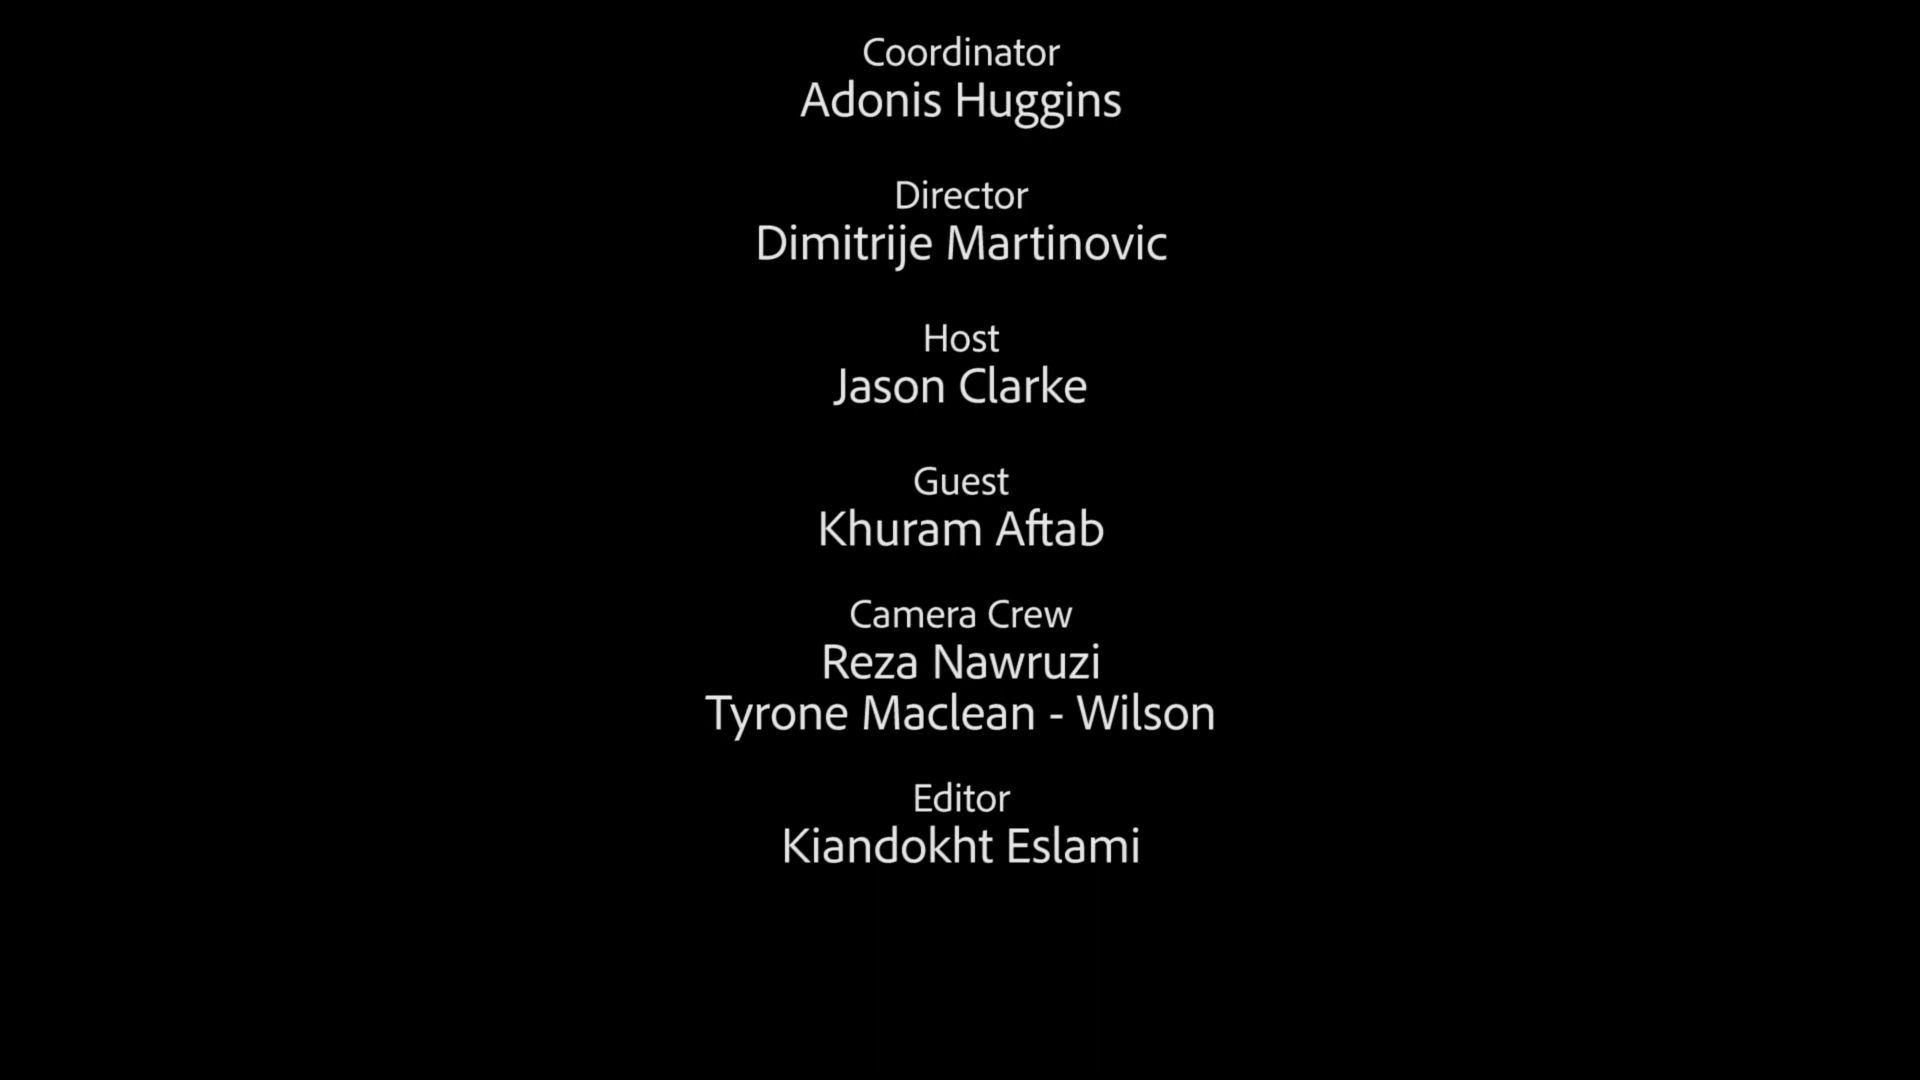 Coordinator
Adonis Huggins
Director
Dimitrije Martinovic
Host
Jason Clarke
Guest
Khuram Aftab
Camera Crew
Reza Nawruzi
Tyrone Maclean - Wilson
Editor
Kiandokht Eslami